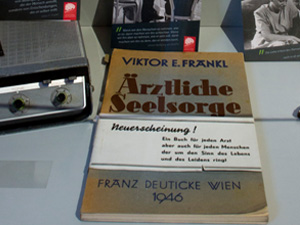 VIKTOR E. FRANKL
Ärztliche
Seelsorge
Neuerscheinung!
Ein Buch für jeden Arzt
aber auch für jeden Menschen
der um den Sinn des Lebens
und des Leidens ringt!
FRANZ DEUTICKE WIEN
1946